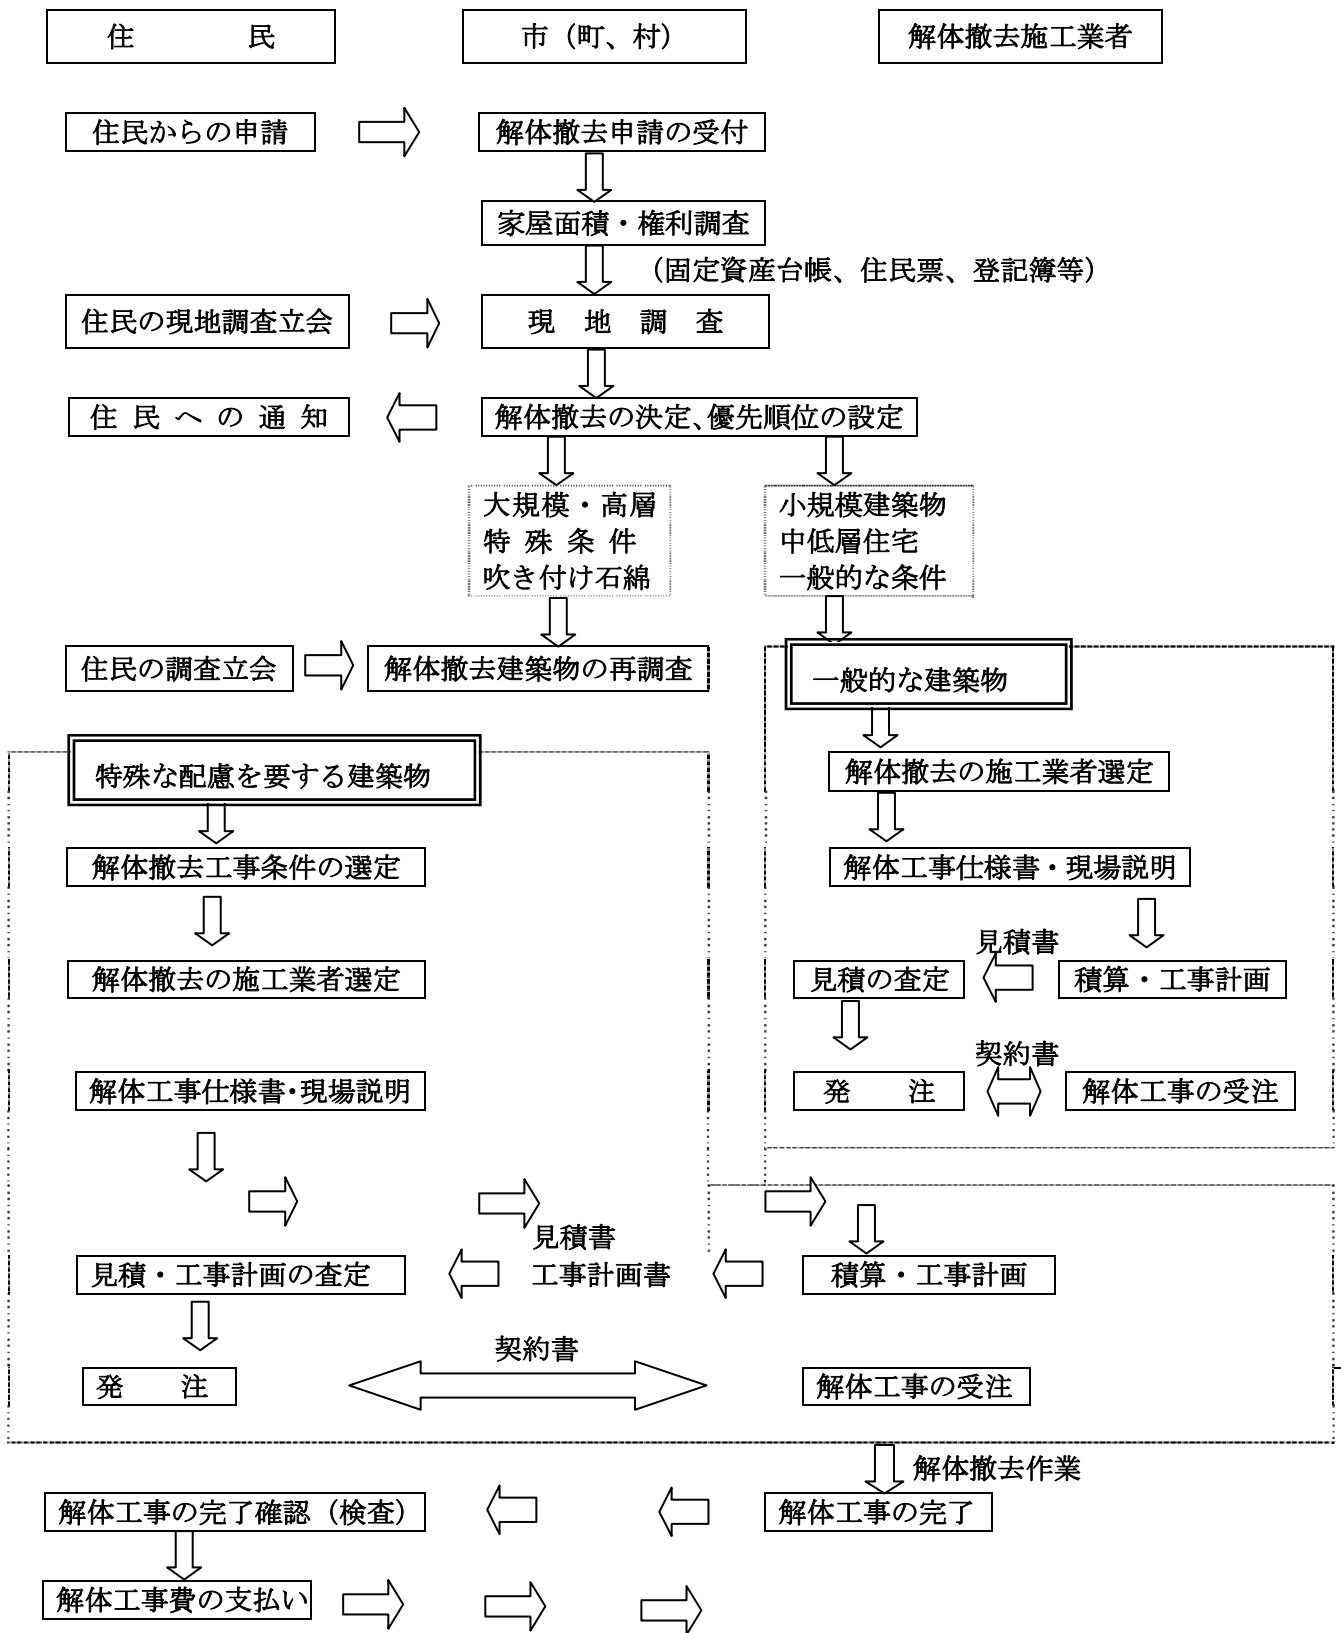 住 民
市（町、村）
解体撤去施工業者
住民からの申請
解体撤去申請の受付
家屋面積・権利調査
（固定資産台帳、住民票、登記簿等）
住民の現地調査立会
現 地 調 査
住 民 へ の 通 知
解体撤去の決定、優先順位の設定
大規模・高層
特 殊 条 件
吹き付け石綿
小規模建築物
中低層住宅
一般的な条件
住民の調査立会
解体撤去建築物の再調査
一般的な建築物
解体撤去の施工業者選定
解体工事仕様書・現場説明
見積書
見積の査定
積算・工事計画
契約書
発 注
解体工事の受注
特殊な配慮を要する建築物
解体撤去工事条件の選定
解体撤去の施工業者選定
解体工事仕様書・現場説明
見積書
見積・工事計画の査定
工事計画書
積算・工事計画
契約書
発 注
解体工事の受注
解体撤去作業
解体工事の完了確認（検査）
解体工事の完了
解体工事費の支払い